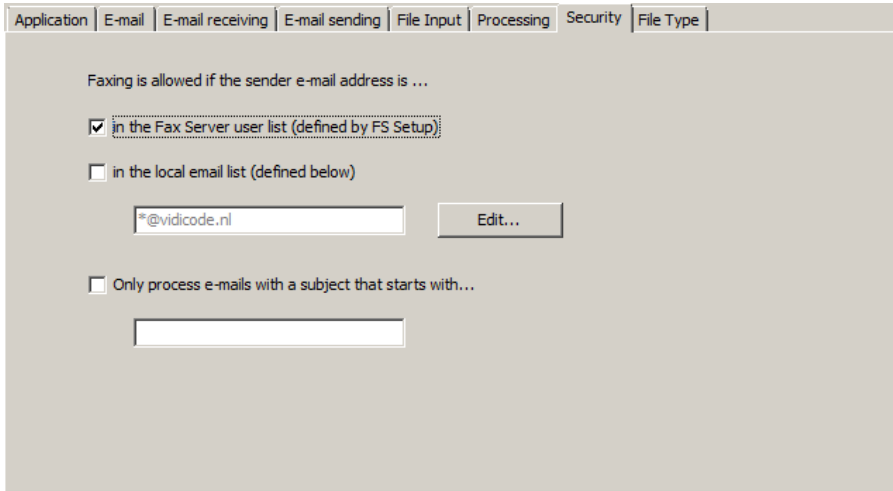 Application E-mail E-mail receiving E-mail sending File Input Processing Security File Type
Faxing is allowed if the sender e-mail address is ...
in the Fax Server user list (defined by FS Setup)
in the local email list (defined below)
*@vidicode.nl Edit...
Only process e-mails with a subject that starts with...